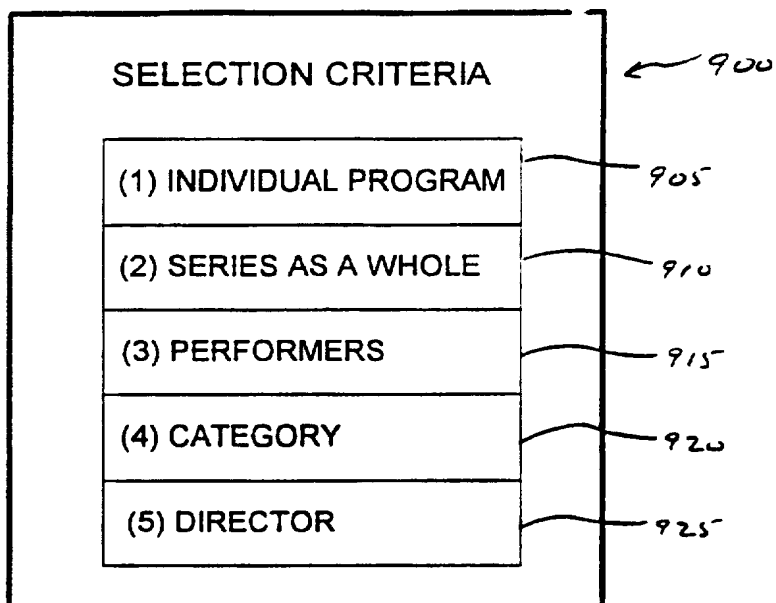 SELECTION CRITERIA
900
(1) INDIVIDUAL PROGRAM
905
(2) SERIES AS A WHOLE
910
(3) PERFORMERS
915
(4) CATEGORY
920
(5) DIRECTOR
925